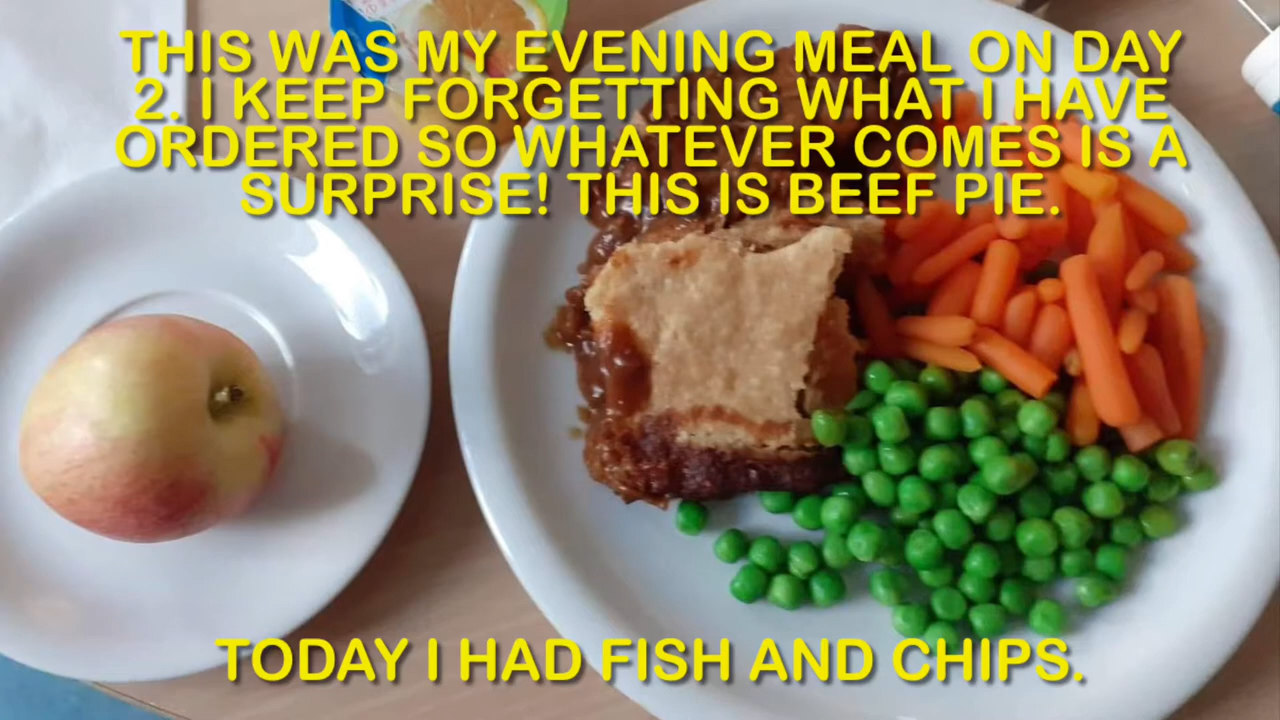 THIS WAS MY EVENING MEAL ON DAY
2. I KEEP FORGETTING WHAT I HAVE
ORDERED SO WHATEVER COMES IS A
SURPRISE! THIS IS BEEF PIE.
TODAY I HAD FISH AND CHIPS.